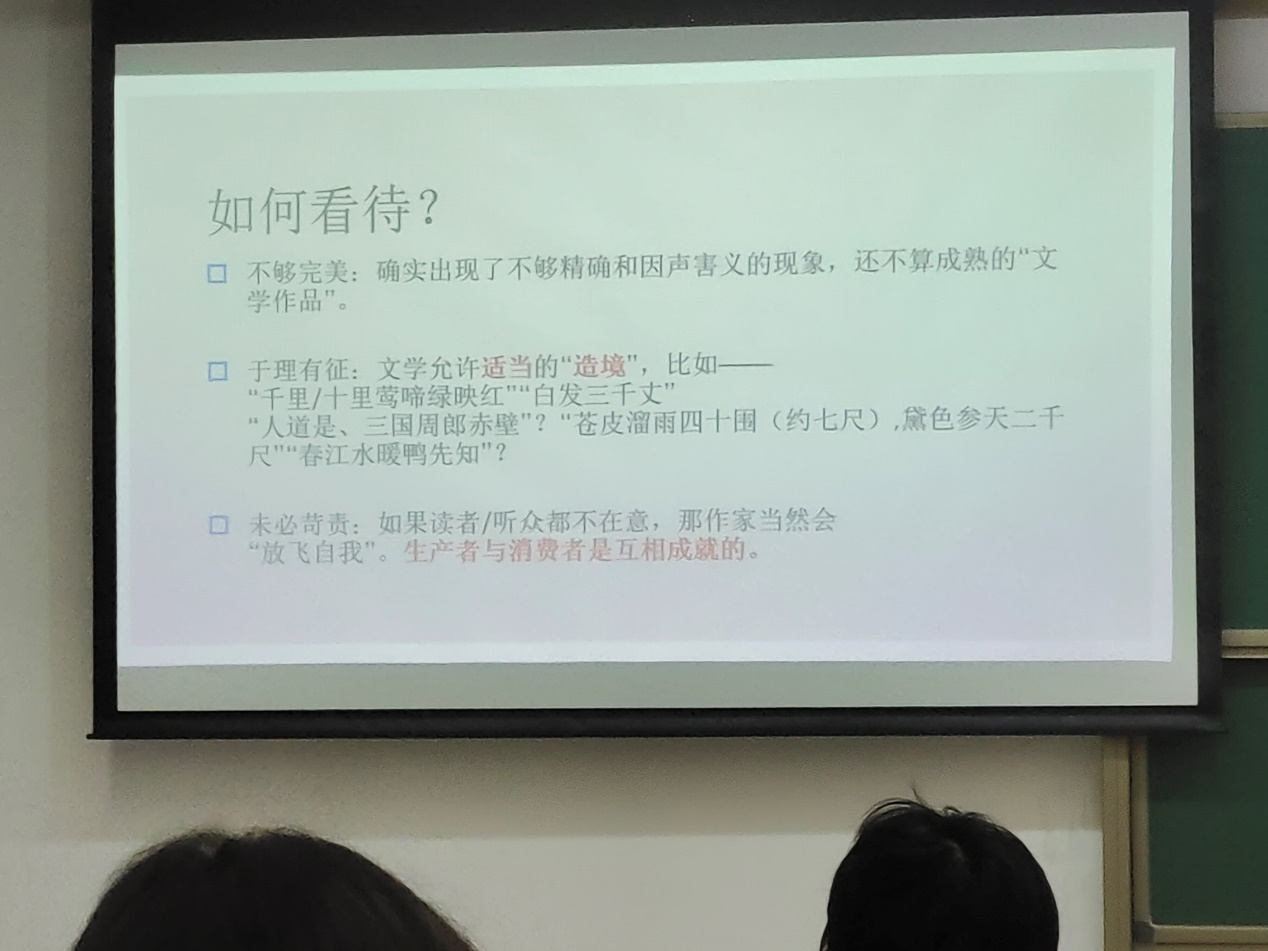 如何看待？
不够完美：确实出现了不够精确和因声害义的现象，还不算成熟的“文
学作品”。
于理有征：文学允许适当的“造境”，比如——
“千里/十里莺啼绿映红”“白发三千丈”
“人道是、三国周郎赤壁”？“苍皮溜雨四十围（约七尺）,黛色参天二千
尺”“春江水暖鸭先知”？
未必苛责：如果读者/听众都不在意，那作家当然会
“放飞自我”。生产者与消费者是互相成就的。